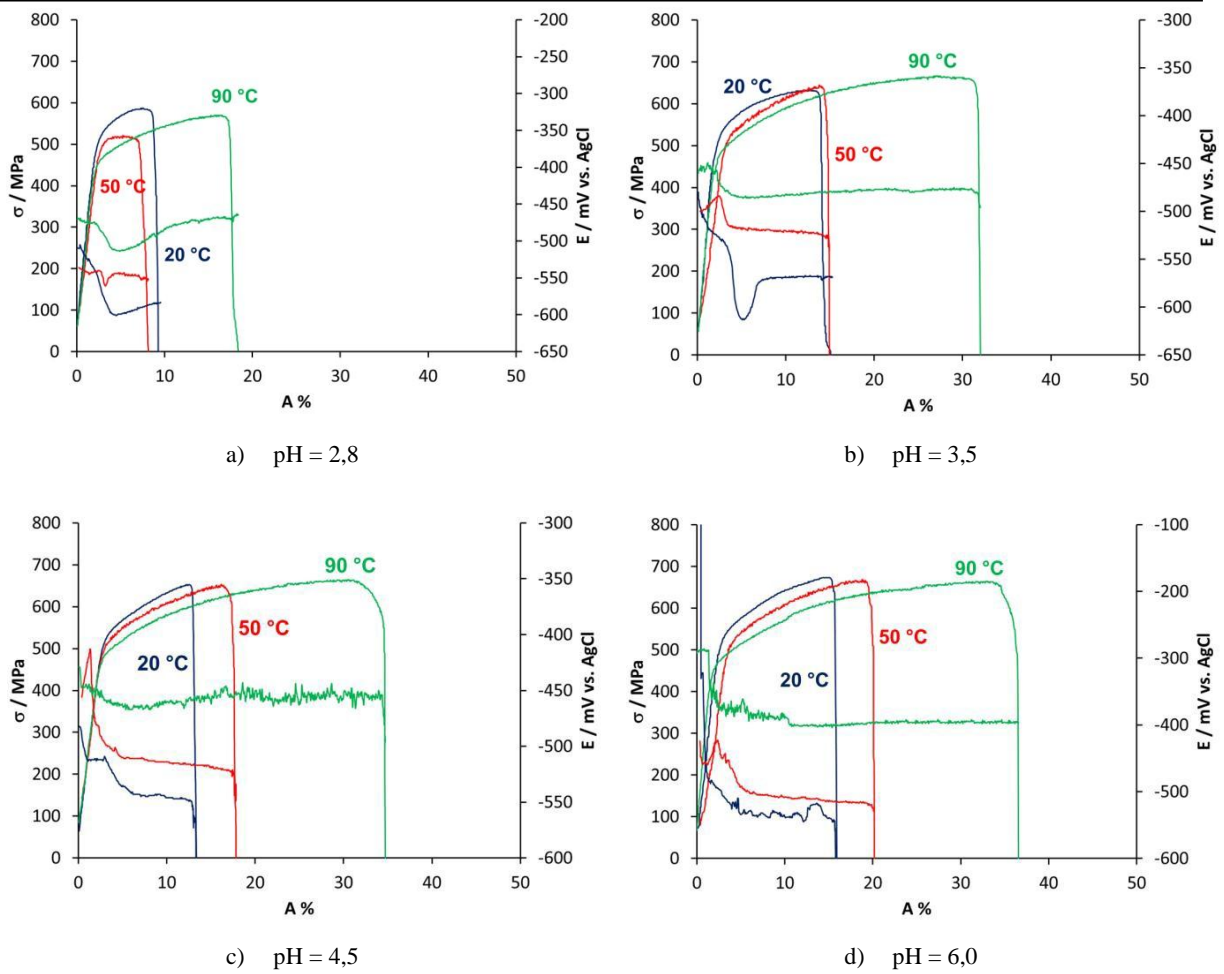 800
700
600
500
400
300
200
100
0
σ / MPa
0 10 20 30 40 50
A %
-200
-250
-300
-350
-400
-450
-500
-550
-600
-650
E / mV vs. AgCl
90 °C
50 °C
20 °C
a) pH = 2,8
800
700
600
500
400
300
200
100
0
σ / MPa
0 10 20 30 40 50
A %
-300
-350
-400
-450
-500
-550
-600
-650
E / mV vs. AgCl
90 °C
20 °C
50 °C
b) pH = 3,5
800
700
600
500
400
300
200
100
0
σ / MPa
0 10 20 30 40 50
A %
-300
-350
-400
-450
-500
-550
-600
E / mV vs. AgCl
90 °C
50 °C
20 °C
c) pH = 4,5
800
700
600
500
400
300
200
100
0
σ / MPa
0 10 20 30 40 50
A %
-100
-200
-300
-400
-500
-600
E / mV vs. AgCl
90 °C
50 °C
20 °C
d) pH = 6,0